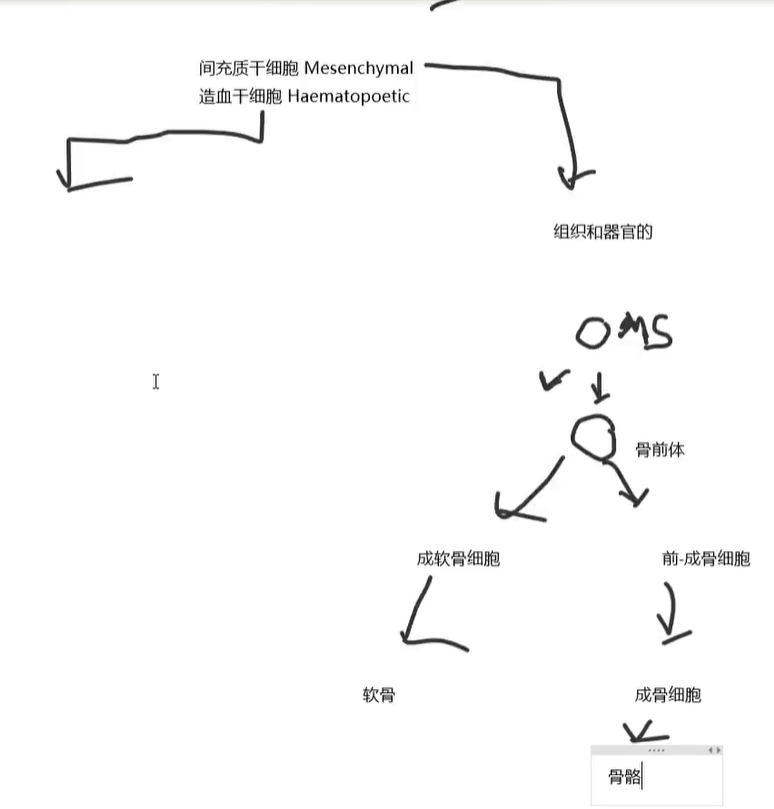 间充质干细胞 Mesenchymal
造血干细胞 Haematopoetic
组织和器官的
MS
骨前体
成软骨细胞
前-成骨细胞
软骨
成骨细胞
骨骼